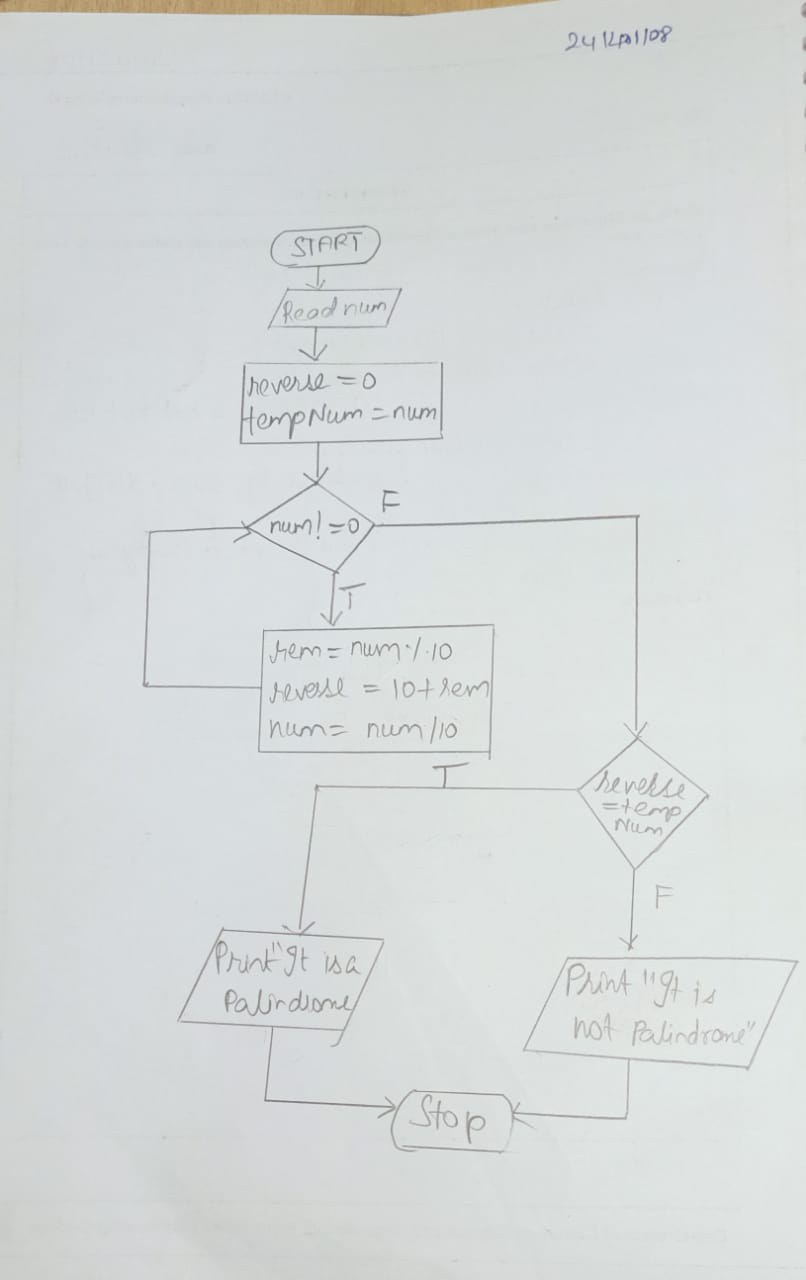 START
Read num
reverse = 0
tempNum = num
num! = 0
F
T
rem = num % 10
reverse = 10 + rem
num = num / 10
T
reverse
= temp
Num
F
Print "It is a
Palindrome
Print "It is
not Palindrome"
Stop